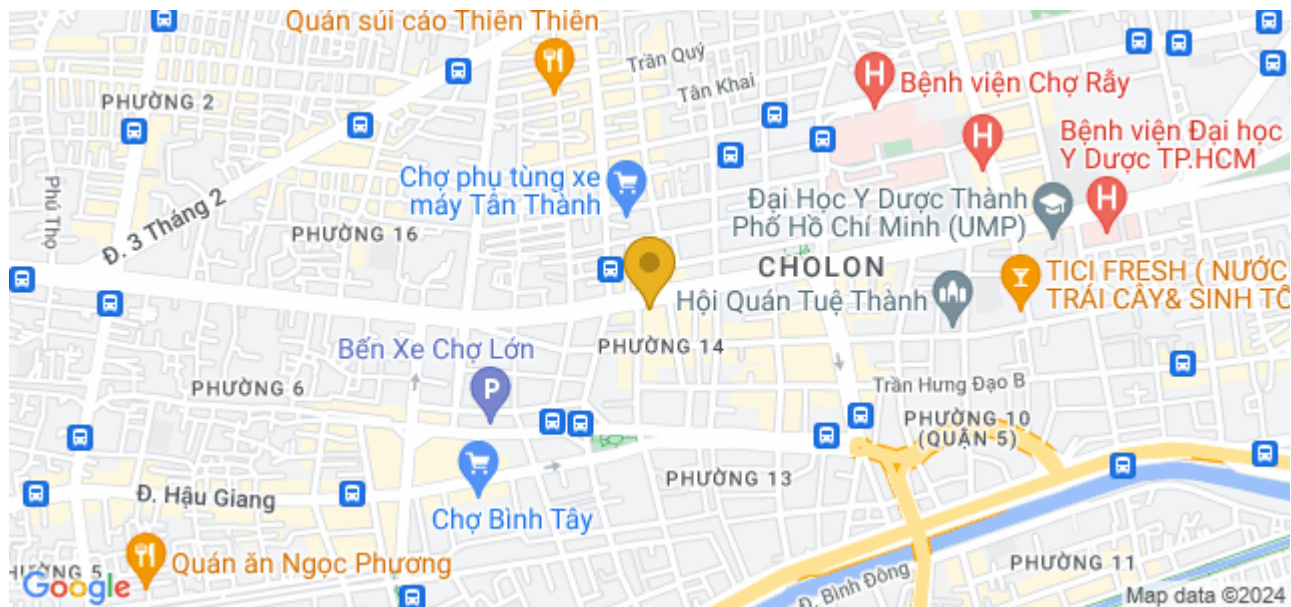 Quán súi cáo Thiên Thiên
Trần Quý
Tân Khai
PHƯỜNG 2
Bệnh viện Chợ Rẫy
Bệnh viện Đại học
Y Dược TP.HCM
Chợ phụ tùng xe
máy Tân Thành
Phú Thọ
Đ. 3 Tháng 2
Đại Học Y Dược Thành
Phố Hồ Chí Minh (UMP)
PHƯỜNG 16
CHOLON
TICI FRESH ( NƯỚC
TRÁI CÂY& SINH TỐ
Hội Quán Tuệ Thành
Bến Xe Chợ Lớn
PHƯỜNG 14
P
PHƯỜNG 6
Trần Hưng Đạo B
PHƯỜNG 10
(QUẬN 5)
PHƯỜNG 13
Đ. Hậu Giang
Chợ Bình Tây
Quán ăn Ngọc Phương
PHƯỜNG 11
PHƯỜNG 5
Đ. Bình Đông
Google
Map data ©2024
H
H
H